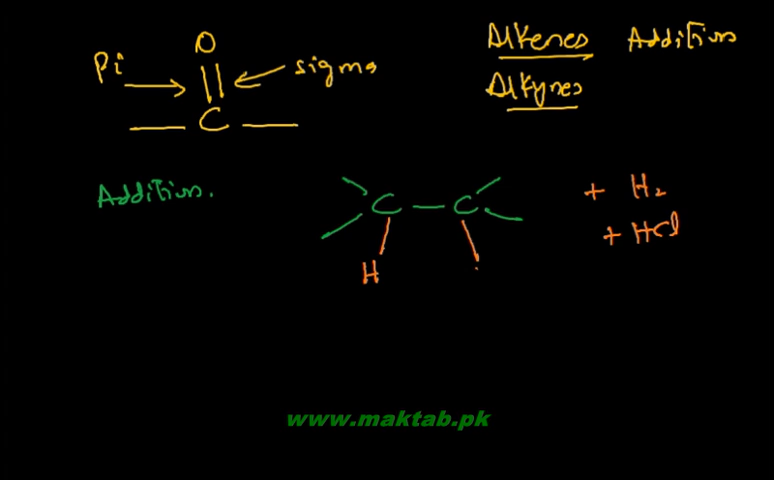 O
Pi
sigma
C
Alkenes Addition
Alkynes
Addition.
C — C
+ H₂
+ HCl
H
www.maktab.pk